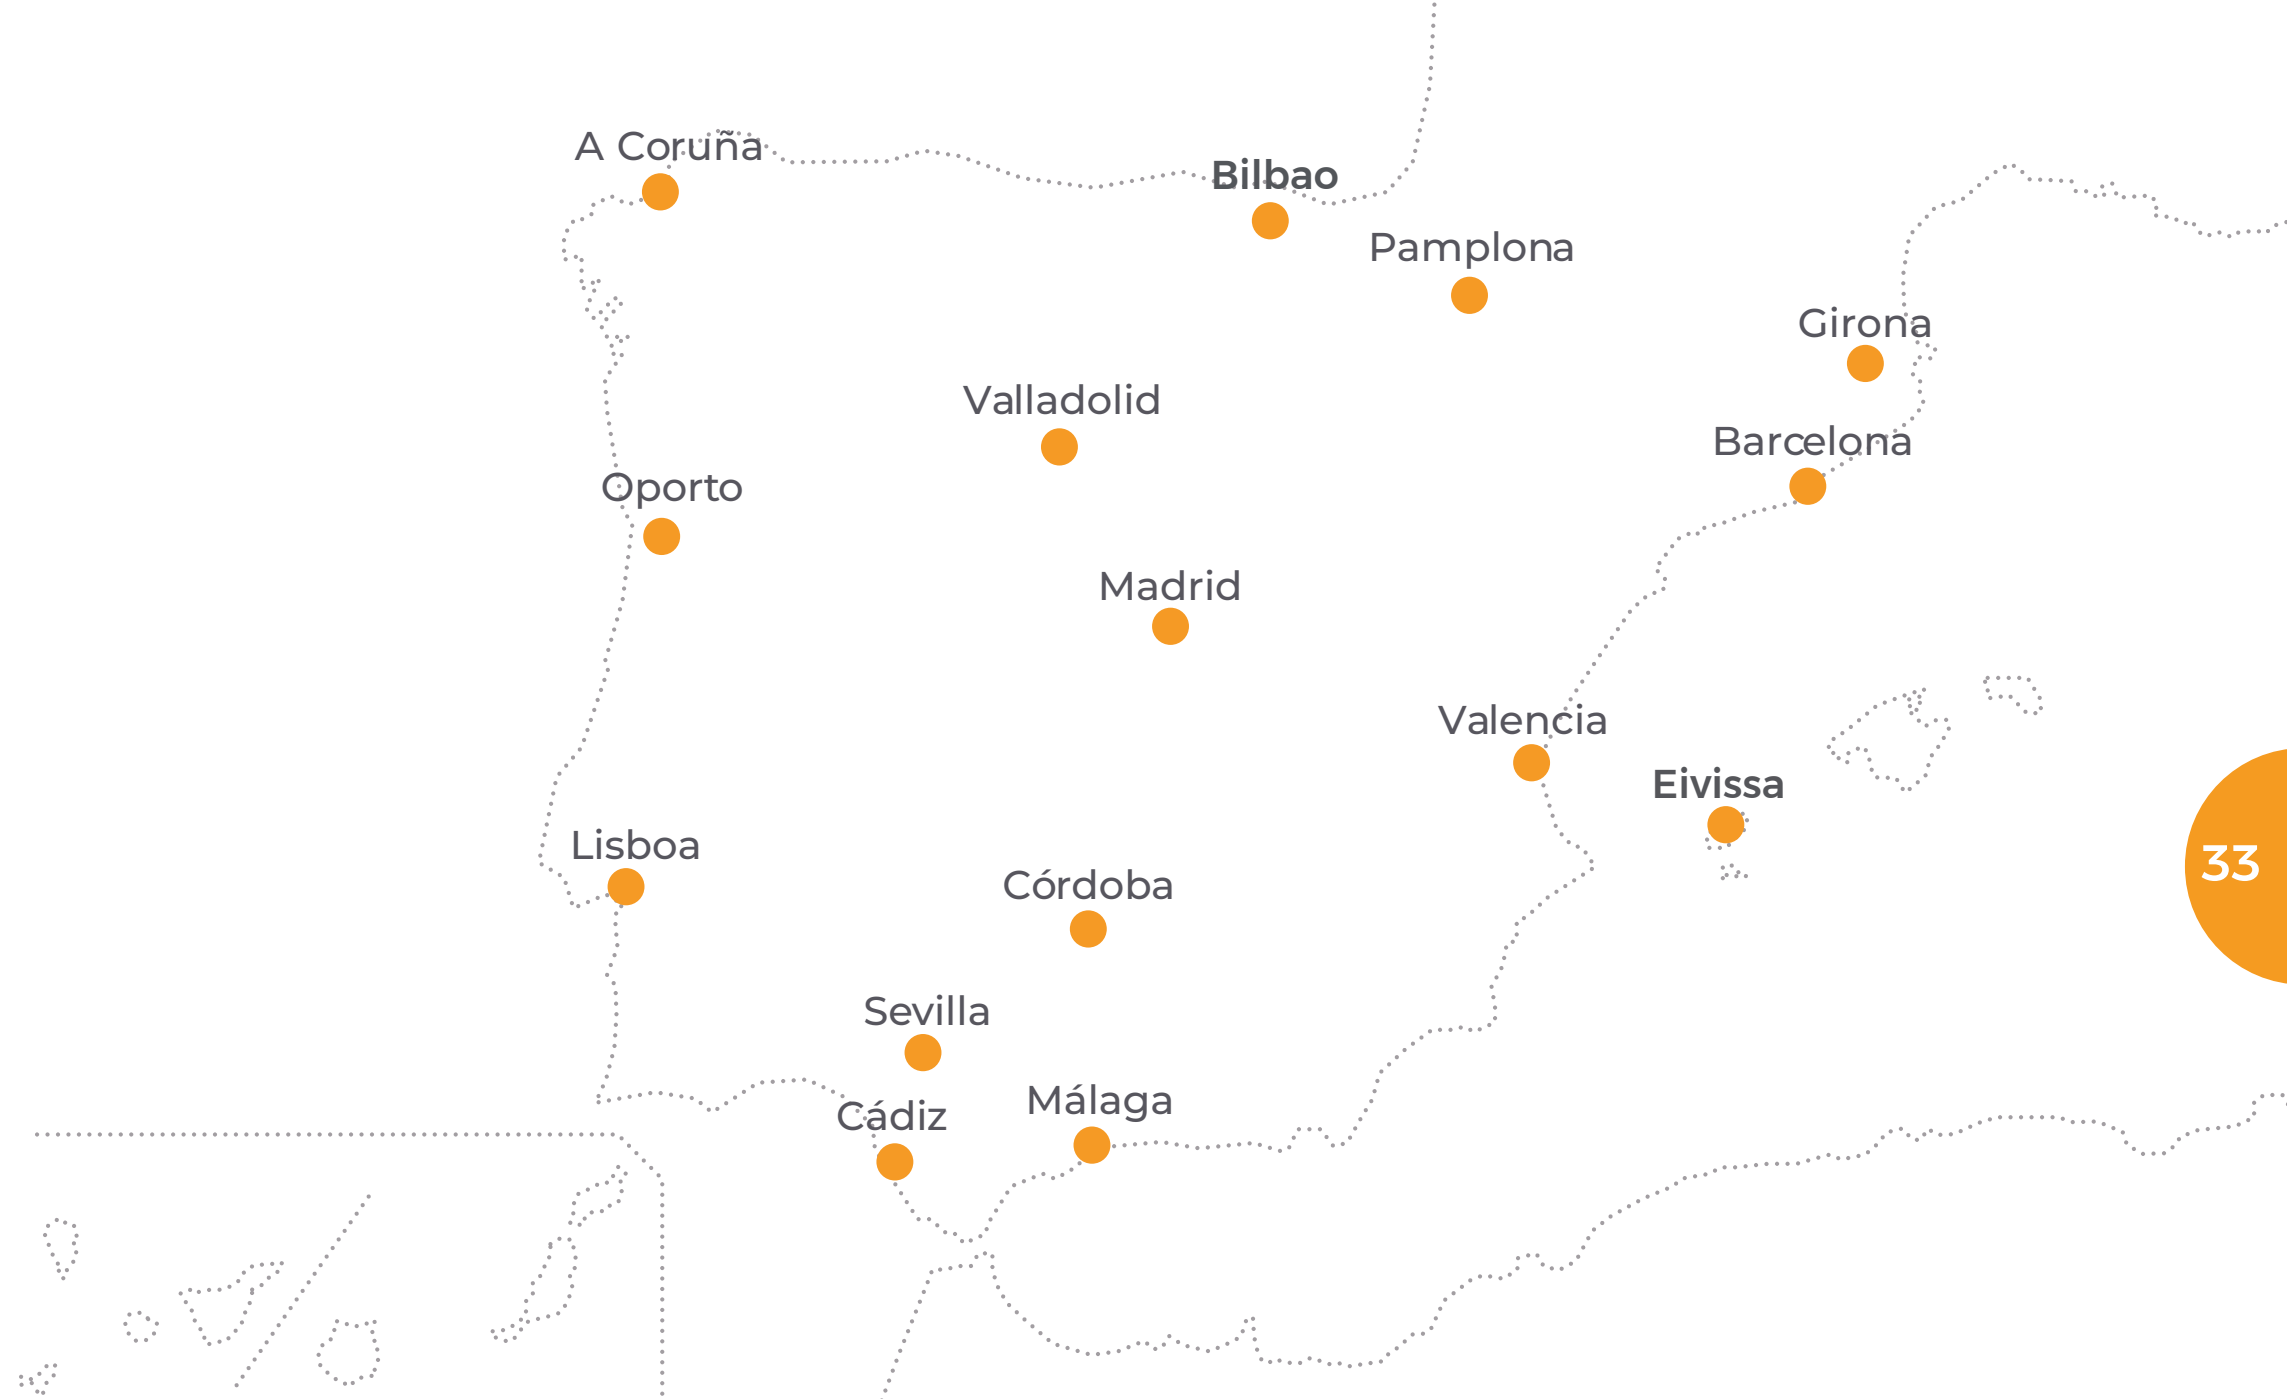 A Coruña
Bilbao
Pamplona
Girona
Valladolid
Barcelona
Oporto
Madrid
Valencia
Eivissa
Lisboa
33
Córdoba
Sevilla
Málaga
Cádiz